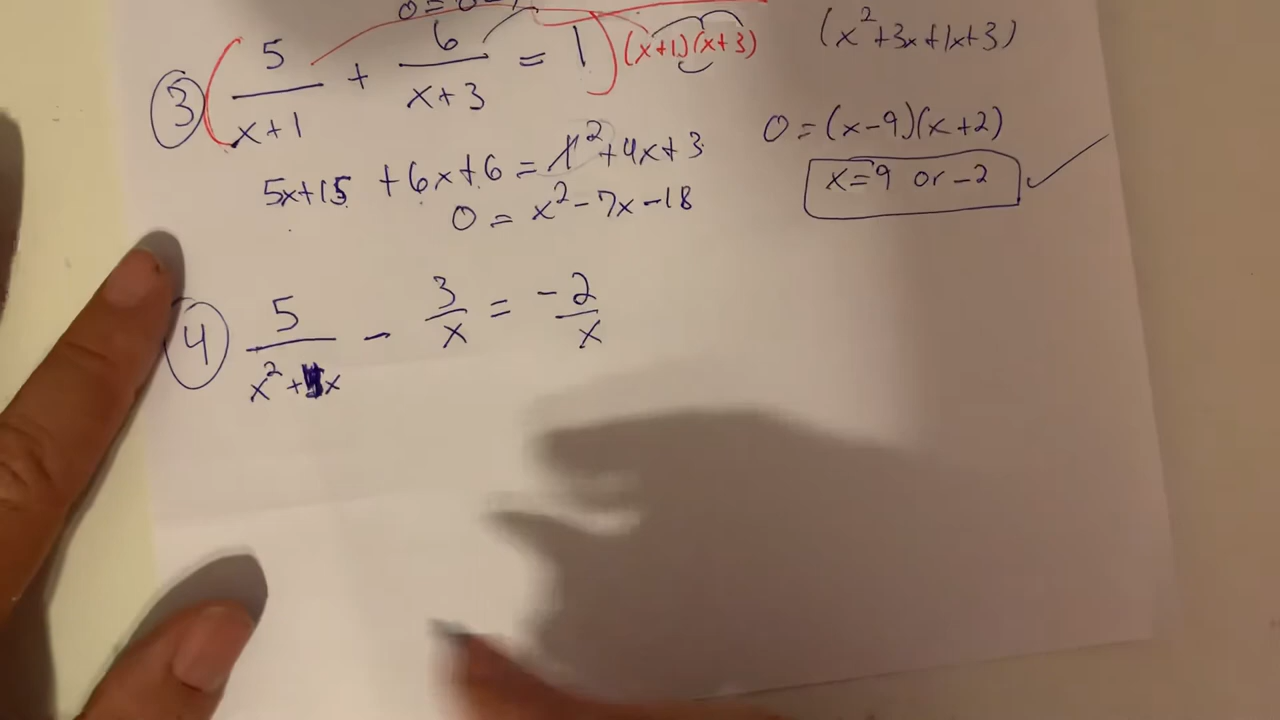 ③ ( 5/(x+1) + 6/(x+3) = 1 ) (x+1)(x+3)
(x²+3x+1x+3)
5x+15 +6x+6 = x²+4x+3
0 = x²-7x-18
0 = (x-9)(x+2)
x=9 or -2 ✓
④ 5/(x²+4x) - 3/x = -2/x